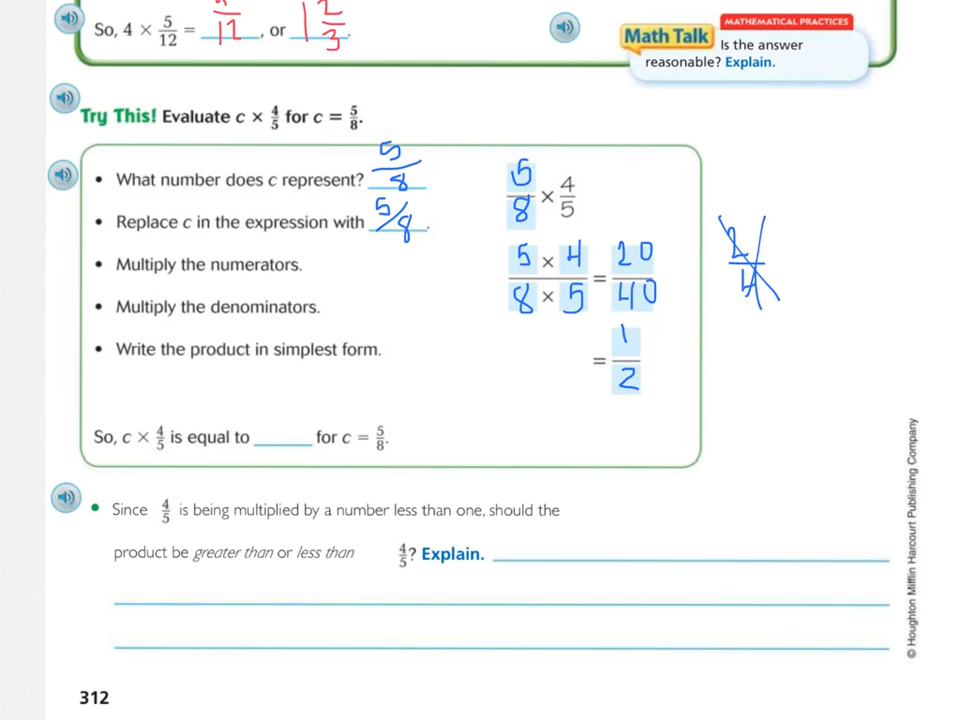 So, 4 × 5/12 = /12, or 1 2/3.
MATHEMATICAL PRACTICES
Math Talk Is the answer
reasonable? Explain.
Try This! Evaluate c × 4/5 for c = 5/8.
• What number does c represent? 5/8
• Replace c in the expression with 5/8.
• Multiply the numerators.
• Multiply the denominators.
• Write the product in simplest form.
5/8 × 4/5
5 × 4 / 8 × 5 = 20/40
= 1/2
2/4
So, c × 4/5 is equal to ______ for c = 5/8.
• Since 4/5 is being multiplied by a number less than one, should the
product be greater than or less than 4/5? Explain.
© Houghton Mifflin Harcourt Publishing Company
312